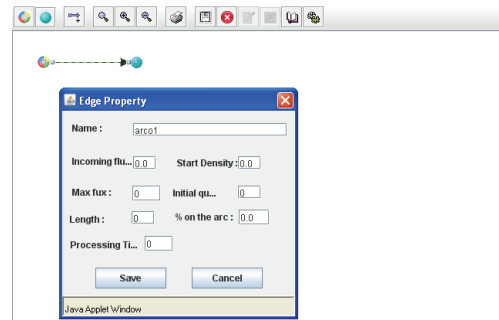 Edge Property
Name : arco1
Incoming flu... 0.0 Start Density : 0.0
Max fux : 0 Initial qu... 0
Length : 0 % on the arc : 0.0
Processing Ti... 0
Save Cancel
Java Applet Window